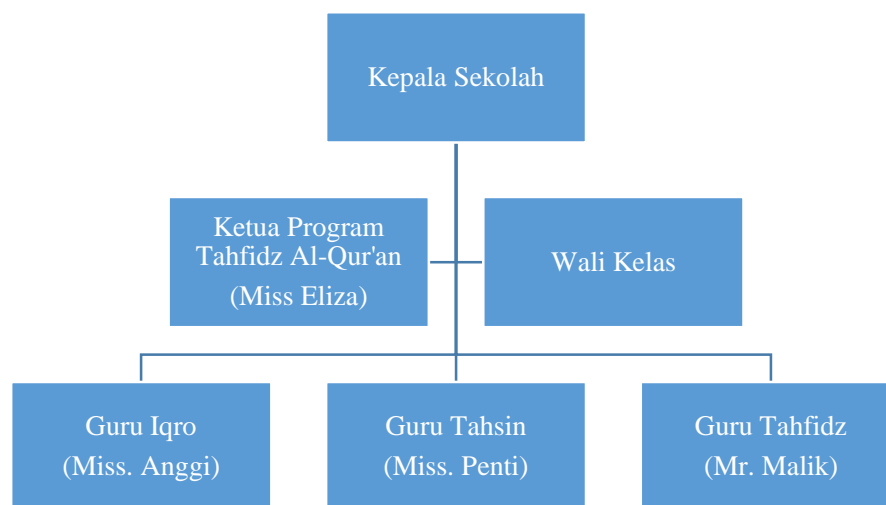 Kepala Sekolah
Ketua Program
Tahfidz Al-Qur'an
(Miss Eliza)
Wali Kelas
Guru Iqro
(Miss. Anggi)
Guru Tahsin
(Miss. Penti)
Guru Tahfidz
(Mr. Malik)